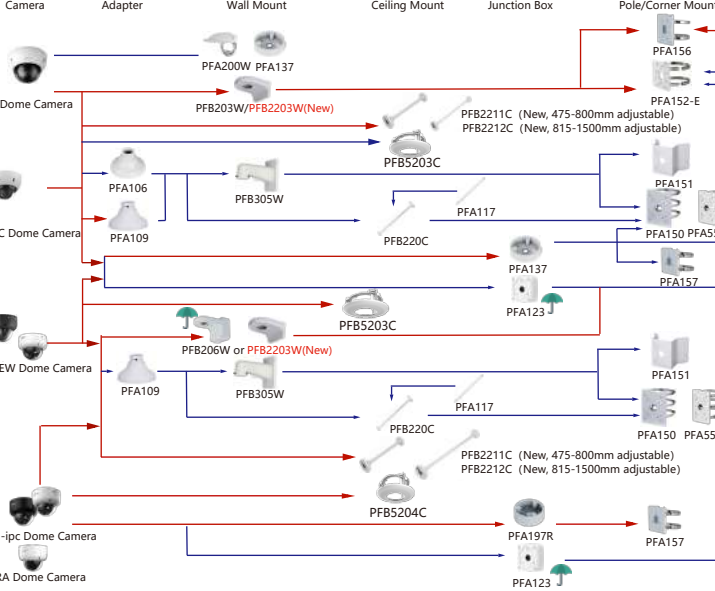 Camera Adapter Wall Mount Ceiling Mount Junction Box Pole/Corner Mount
PFA200W PFA137
PFA156
Dome Camera
PFB203W/PFB2203W(New)
PFA152-E
PFB2211C (New, 475-800mm adjustable)
PFB2212C (New, 815-1500mm adjustable)
PFB5203C
PFA106
PFB305W
PFA151
C Dome Camera
PFA109
PFB220C
PFA117
PFA150 PFA55
PFA137
PFA157
PFA123
PFB5203C
PFB206W or PFB2203W(New)
EW Dome Camera
PFA109
PFB305W
PFA151
PFA117
PFB220C
PFA150 PFA55
PFB2211C (New, 475-800mm adjustable)
PFB2212C (New, 815-1500mm adjustable)
PFB5204C
-ipc Dome Camera
PFA197R
PFA157
RA Dome Camera
PFA123